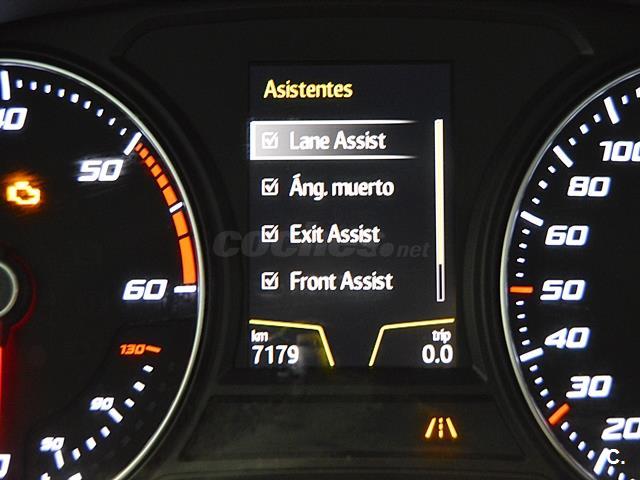 Asistentes
Lane Assist
Áng. muerto
Exit Assist
Front Assist
coches.net
km
7179
trip
0.0
40
50
60
130
90
50
100
80
60
50
40
30
20
C.